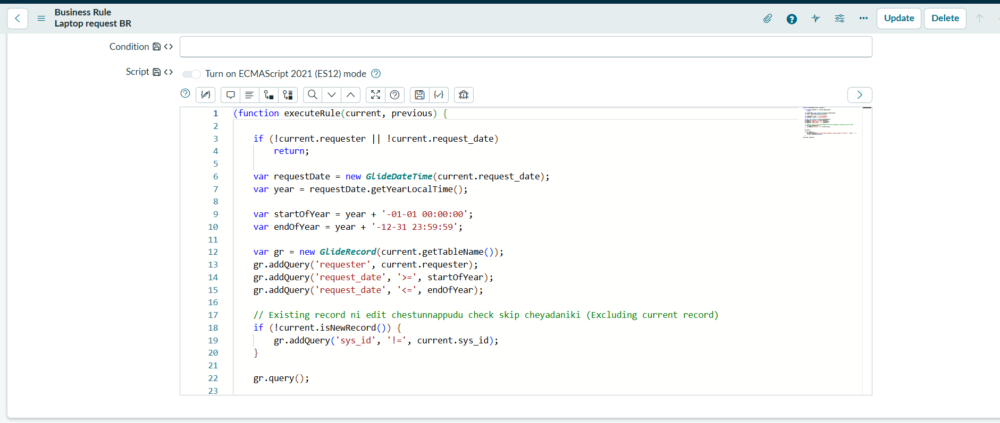 Business Rule
Laptop request BR
Update
Delete
Condition
Script
Turn on ECMAScript 2021 (ES12) mode
1 (function executeRule(current, previous) {
2
3 if (!current.requester || !current.request_date)
4 return;
5
6 var requestDate = new GlideDateTime(current.request_date);
7 var year = requestDate.getYearLocalTime();
8
9 var startOfYear = year + '-01-01 00:00:00';
10 var endOfYear = year + '-12-31 23:59:59';
11
12 var gr = new GlideRecord(current.getTableName());
13 gr.addQuery('requester', current.requester);
14 gr.addQuery('request_date', '>=', startOfYear);
15 gr.addQuery('request_date', '<=', endOfYear);
16
17 // Existing record ni edit chestunnappudu check skip cheyadaniki (Excluding current record)
18 if (!current.isNewRecord()) {
19 gr.addQuery('sys_id', '!=', current.sys_id);
20 }
21
22 gr.query();
23